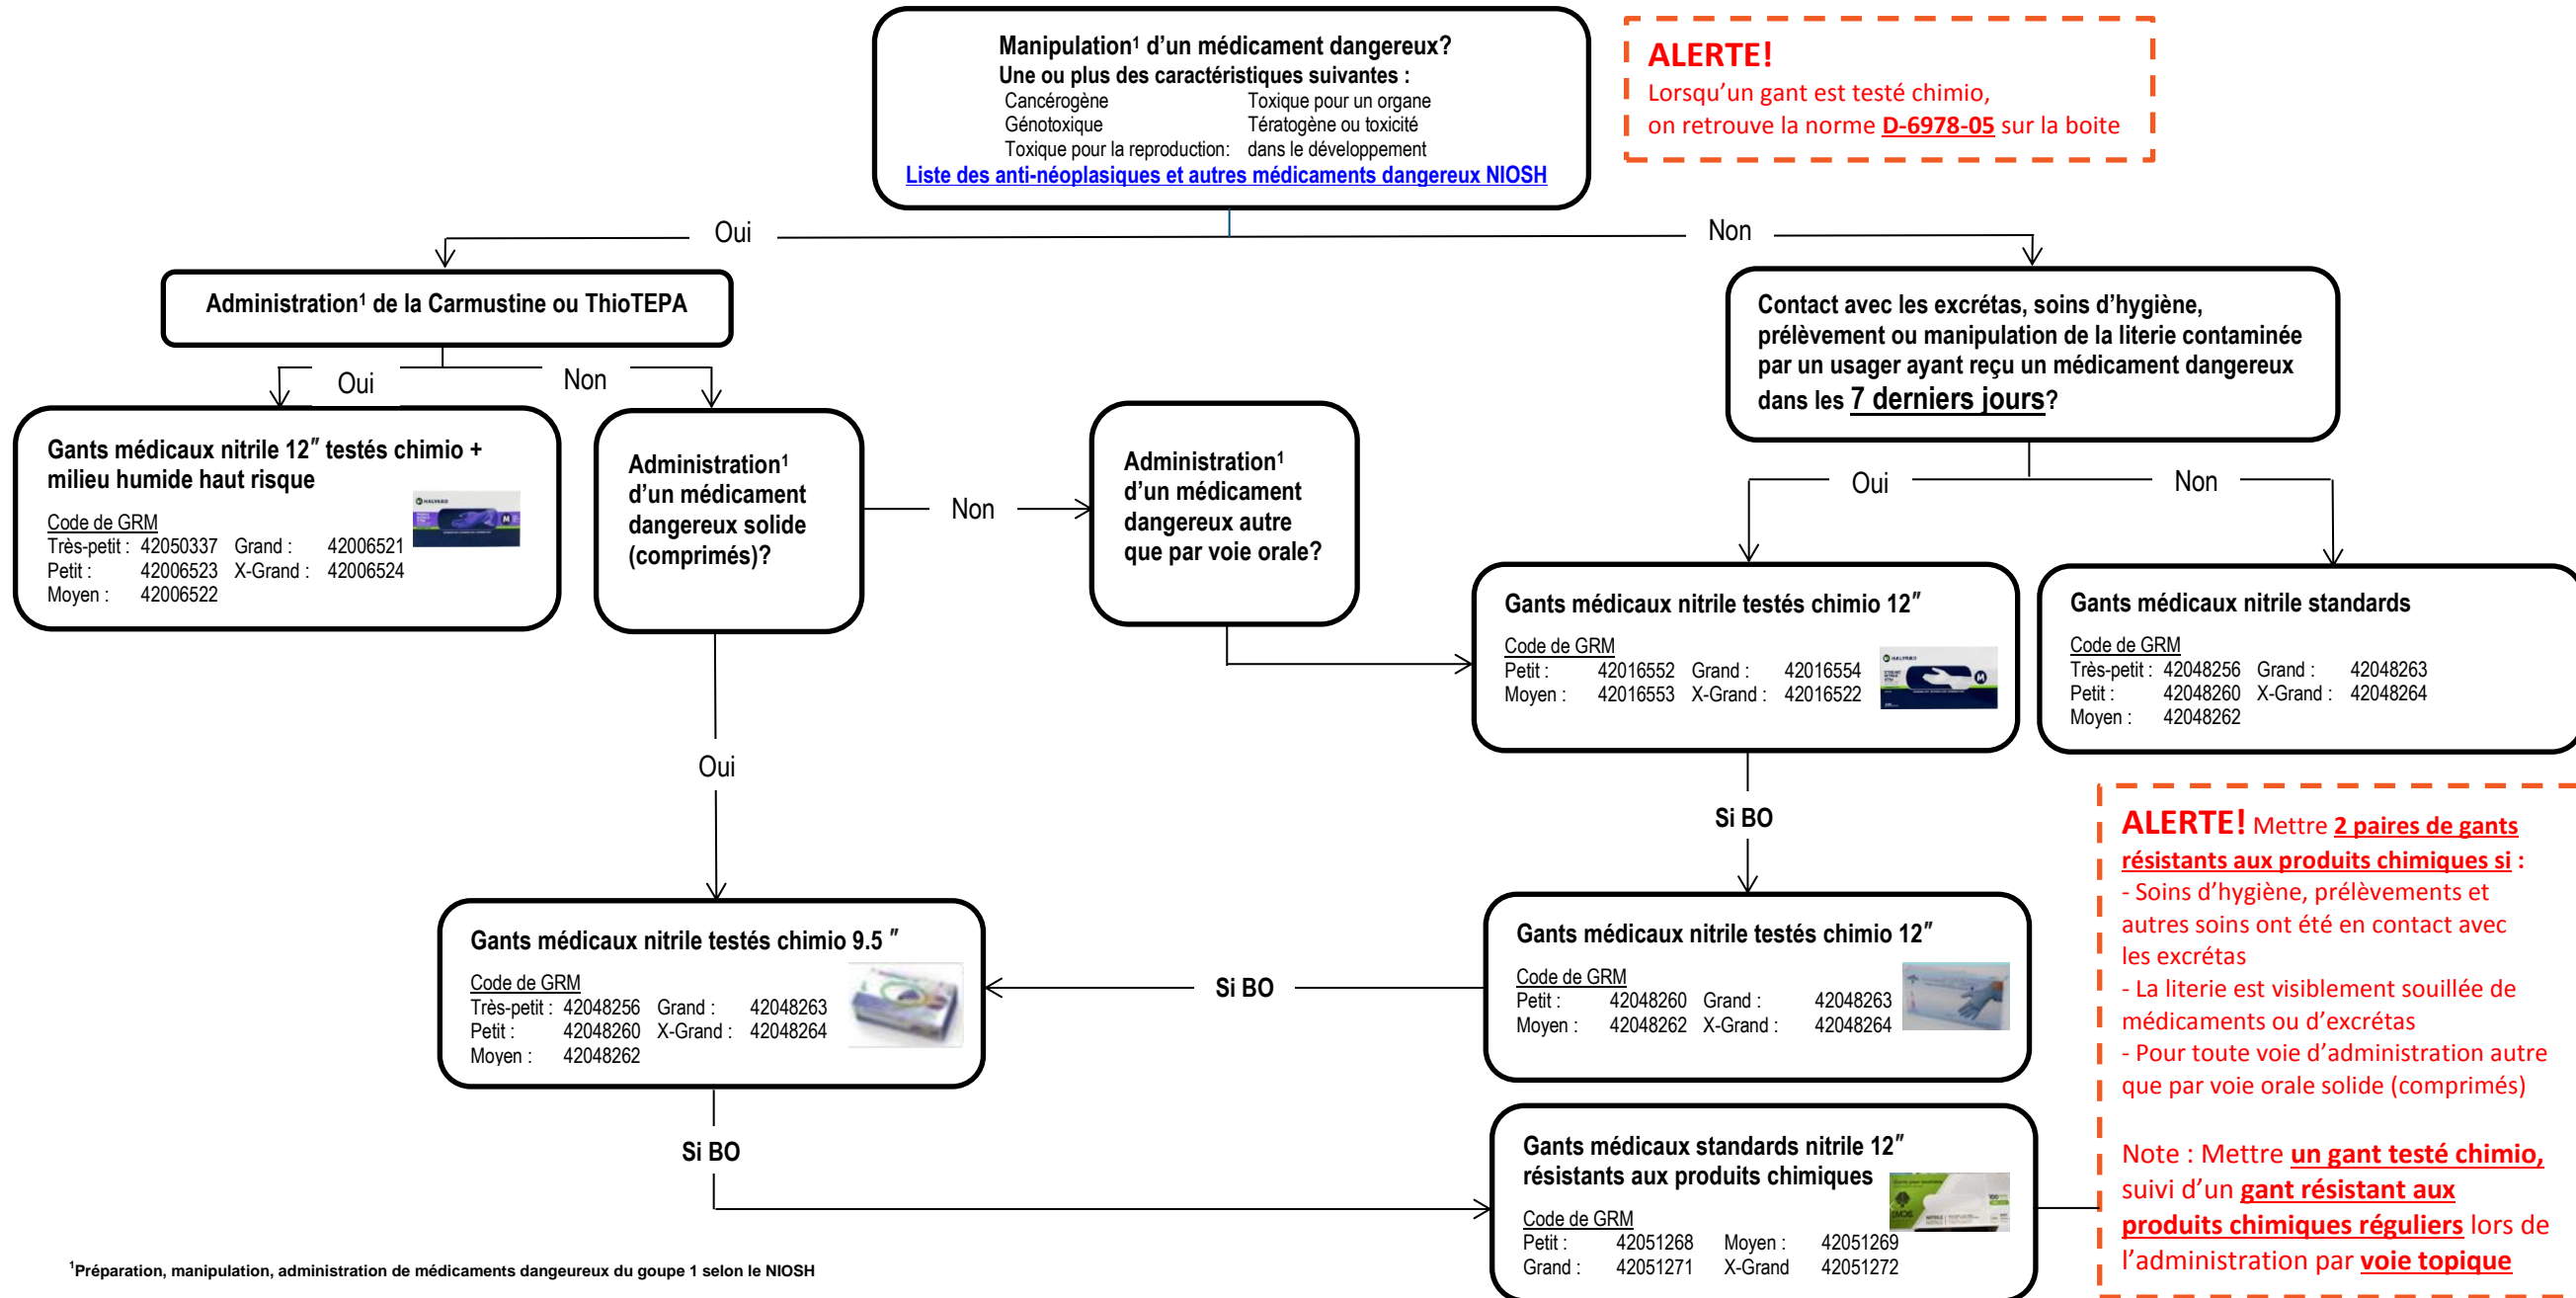 Manipulation¹ d’un médicament dangereux?
Une ou plus des caractéristiques suivantes :
Cancérogène Toxique pour un organe
Génotoxique Tératogène ou toxicité
Toxique pour la reproduction: dans le développement
Liste des anti-néoplasiques et autres médicaments dangereux NIOSH
ALERTE!
Lorsqu’un gant est testé chimio,
on retrouve la norme D-6978-05 sur la boite
Oui
Non
Administration¹ de la Carmustine ou ThioTEPA
Contact avec les excrétas, soins d’hygiène,
prélèvement ou manipulation de la literie contaminée
par un usager ayant reçu un médicament dangereux
dans les 7 derniers jours?
Oui
Non
Gants médicaux nitrile 12″ testés chimio +
milieu humide haut risque
Code de GRM
Très-petit : 42050337 Grand : 42006521
Petit : 42006523 X-Grand : 42006524
Moyen : 42006522
HALYARD
M
Administration¹
d’un médicament
dangereux solide
(comprimés)?
Non
Administration¹
d’un médicament
dangereux autre
que par voie orale?
Oui
Non
Gants médicaux nitrile testés chimio 12″
Code de GRM
Petit : 42016552 Grand : 42016554
Moyen : 42016553 X-Grand : 42016522
HALYARD
M
Gants médicaux nitrile standards
Code de GRM
Très-petit : 42048256 Grand : 42048263
Petit : 42048260 X-Grand : 42048264
Moyen : 42048262
Oui
Si BO
Gants médicaux nitrile testés chimio 9.5 ″
Code de GRM
Très-petit : 42048256 Grand : 42048263
Petit : 42048260 X-Grand : 42048264
Moyen : 42048262
Si BO
Gants médicaux nitrile testés chimio 12″
Code de GRM
Petit : 42048260 Grand : 42048263
Moyen : 42048262 X-Grand : 42048264
Si BO
Gants médicaux standards nitrile 12″
résistants aux produits chimiques
Code de GRM
Petit : 42051268 Moyen : 42051269
Grand : 42051271 X-Grand 42051272
NITRILE
100
ALERTE! Mettre 2 paires de gants
résistants aux produits chimiques si :
- Soins d’hygiène, prélèvements et
autres soins ont été en contact avec
les excrétas
- La literie est visiblement souillée de
médicaments ou d’excrétas
- Pour toute voie d’administration autre
que par voie orale solide (comprimés)
Note : Mettre un gant testé chimio,
suivi d’un gant résistant aux
produits chimiques réguliers lors de
l’administration par voie topique
¹Préparation, manipulation, administration de médicaments dangeureux du goupe 1 selon le NIOSH